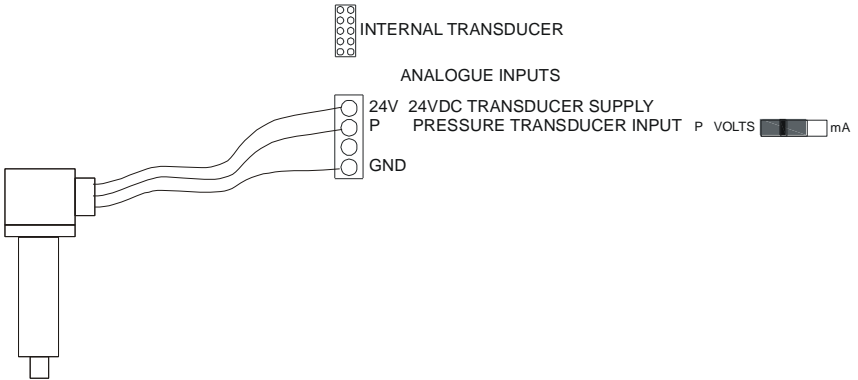 INTERNAL TRANSDUCER
ANALOGUE INPUTS
24V 24VDC TRANSDUCER SUPPLY
P PRESSURE TRANSDUCER INPUT P VOLTS mA
GND